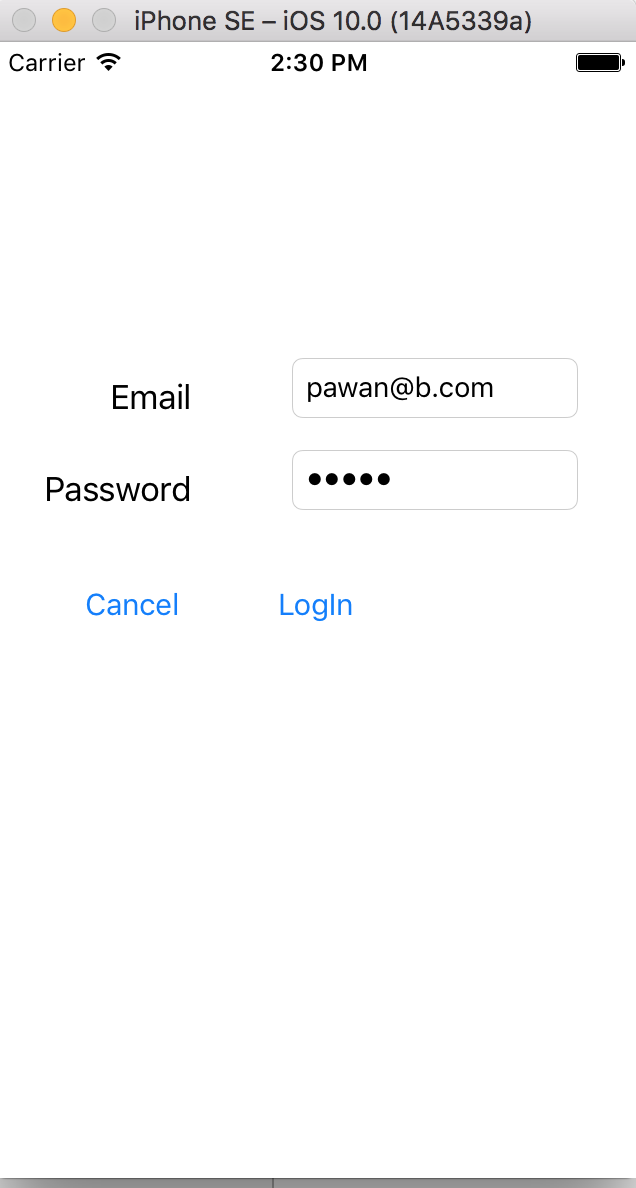 iPhone SE – iOS 10.0 (14A5339a)
Carrier 2:30 PM
Email pawan@b.com
Password •••••
Cancel LogIn